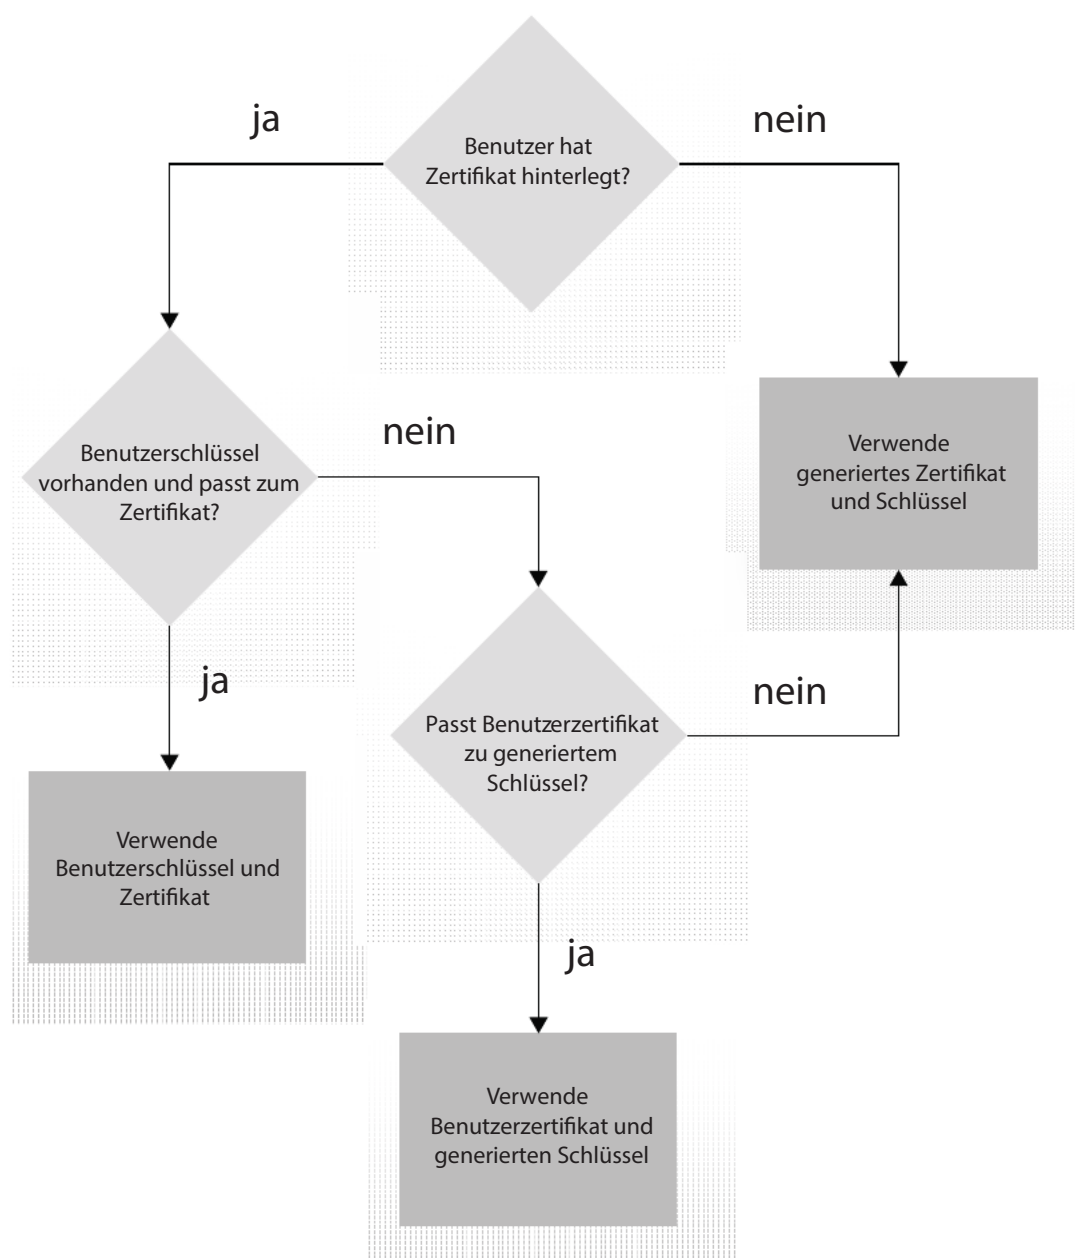 ja
nein
Benutzer hat
Zertifikat hinterlegt?
nein
Benutzerschlüssel
vorhanden und passt zum
Zertifikat?
Verwende
generiertes Zertifikat
und Schlüssel
ja
nein
Passt Benutzerzertifikat
zu generiertem
Schlüssel?
Verwende
Benutzerschlüssel und
Zertifikat
ja
Verwende
Benutzerzertifikat und
generierten Schlüssel